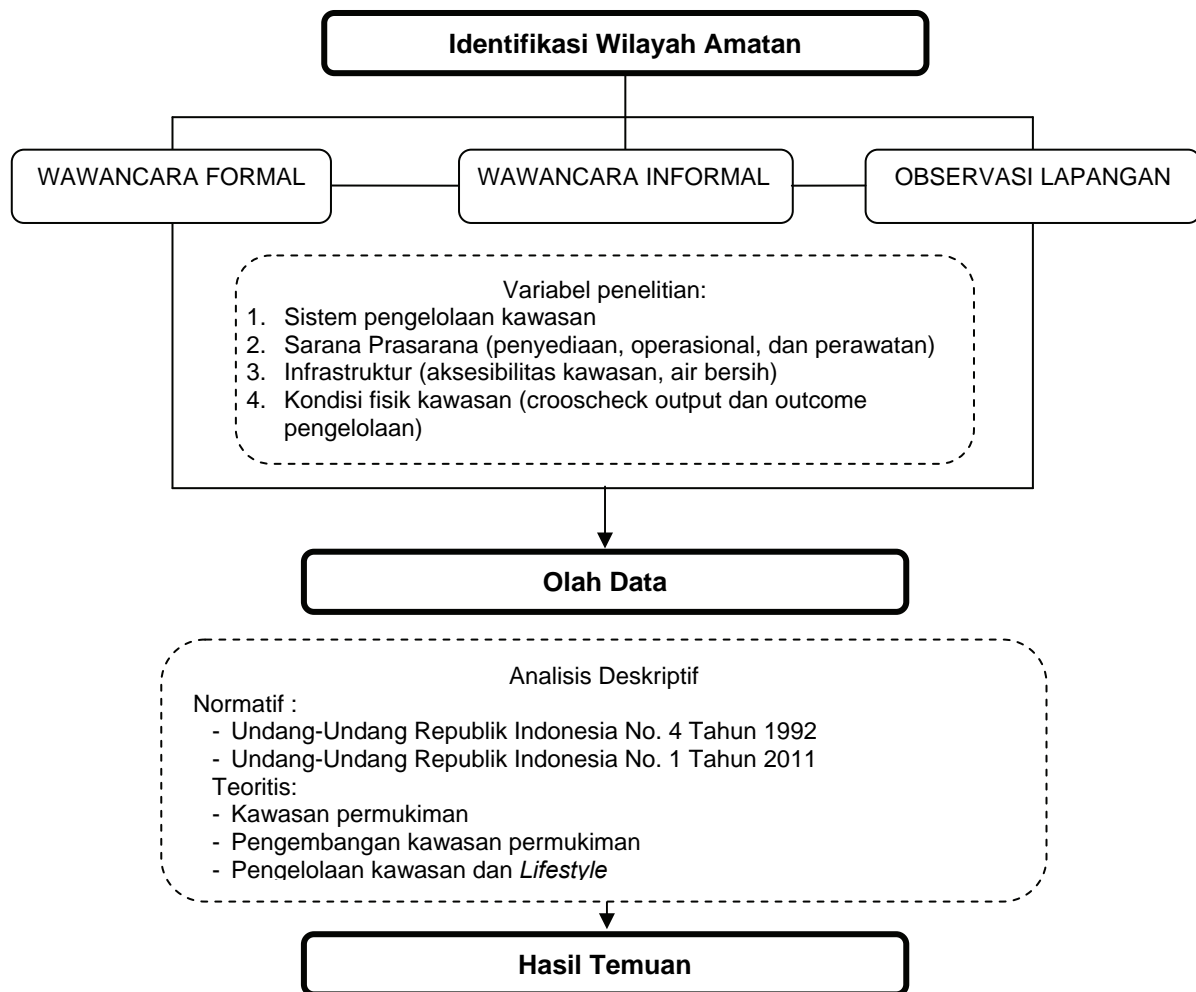 Identifikasi Wilayah Amatan
WAWANCARA FORMAL
WAWANCARA INFORMAL
OBSERVASI LAPANGAN
Variabel penelitian:
1. Sistem pengelolaan kawasan
2. Sarana Prasarana (penyediaan, operasional, dan perawatan)
3. Infrastruktur (aksesibilitas kawasan, air bersih)
4. Kondisi fisik kawasan (crooscheck output dan outcome
pengelolaan)
Olah Data
Analisis Deskriptif
Normatif :
- Undang-Undang Republik Indonesia No. 4 Tahun 1992
- Undang-Undang Republik Indonesia No. 1 Tahun 2011
Teoritis:
- Kawasan permukiman
- Pengembangan kawasan permukiman
- Pengelolaan kawasan dan Lifestyle
Hasil Temuan